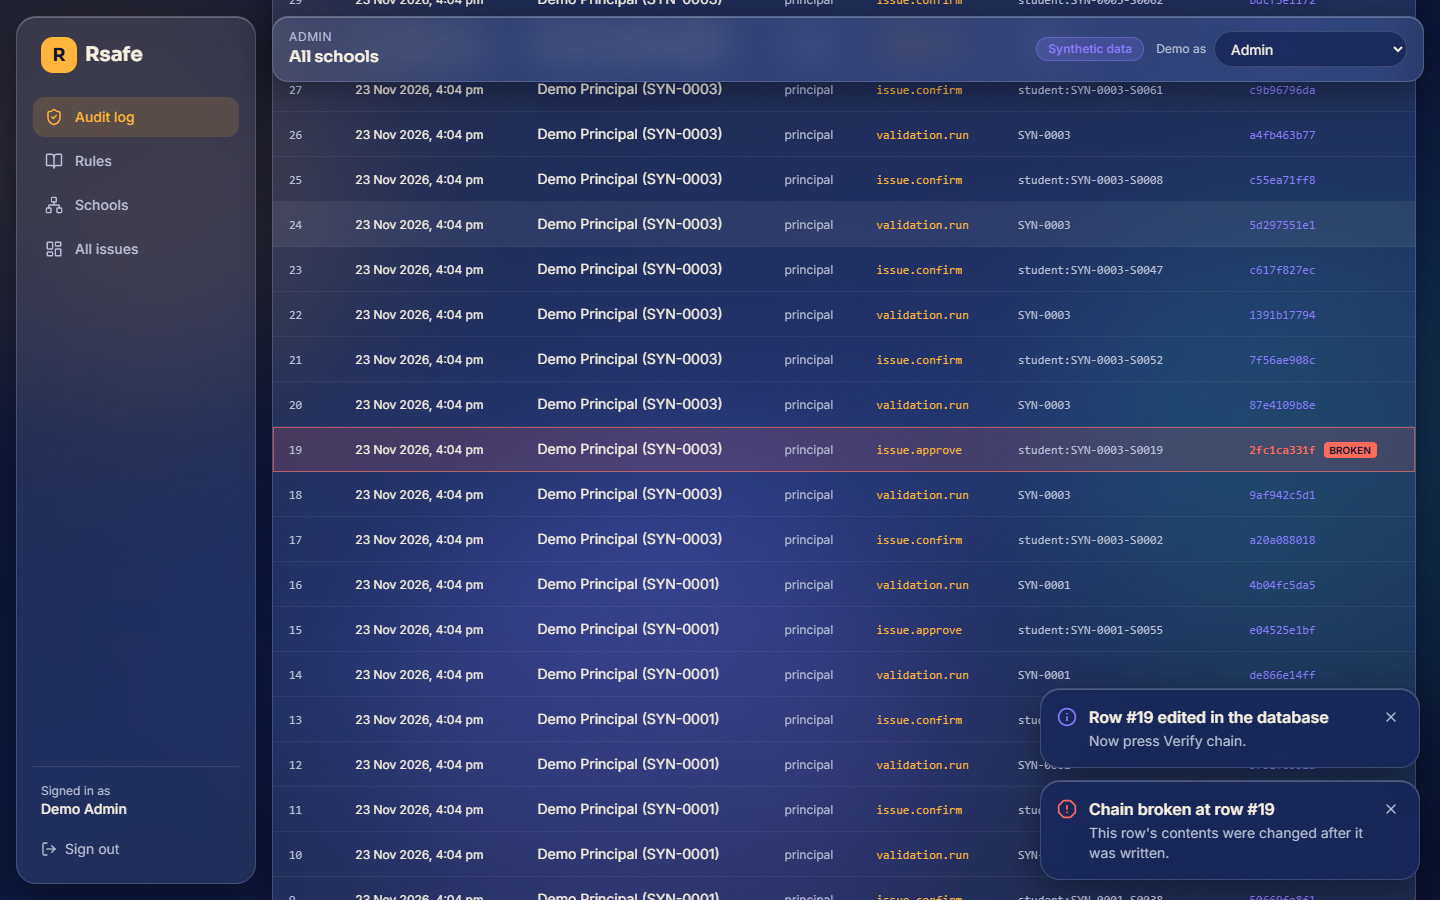 R Rsafe
Audit log
Rules
Schools
All issues
Signed in as
Demo Admin
Sign out
ADMIN
All schools
Synthetic data
Demo as
Admin
27 23 Nov 2026, 4:04 pm Demo Principal (SYN-0003) principal issue.confirm student:SYN-0003-S0061 c9b96796da
26 23 Nov 2026, 4:04 pm Demo Principal (SYN-0003) principal validation.run SYN-0003 a4fb463b77
25 23 Nov 2026, 4:04 pm Demo Principal (SYN-0003) principal issue.confirm student:SYN-0003-S0008 c55ea71ff8
24 23 Nov 2026, 4:04 pm Demo Principal (SYN-0003) principal validation.run SYN-0003 5d297551e1
23 23 Nov 2026, 4:04 pm Demo Principal (SYN-0003) principal issue.confirm student:SYN-0003-S0047 c617f827ec
22 23 Nov 2026, 4:04 pm Demo Principal (SYN-0003) principal validation.run SYN-0003 1391b17794
21 23 Nov 2026, 4:04 pm Demo Principal (SYN-0003) principal issue.confirm student:SYN-0003-S0052 7f56ae908c
20 23 Nov 2026, 4:04 pm Demo Principal (SYN-0003) principal validation.run SYN-0003 87e4109b8e
19 23 Nov 2026, 4:04 pm Demo Principal (SYN-0003) principal issue.approve student:SYN-0003-S0019 2fc1ca331f BROKEN
18 23 Nov 2026, 4:04 pm Demo Principal (SYN-0003) principal validation.run SYN-0003 9af942c5d1
17 23 Nov 2026, 4:04 pm Demo Principal (SYN-0003) principal issue.confirm student:SYN-0003-S0002 a20a088018
16 23 Nov 2026, 4:04 pm Demo Principal (SYN-0001) principal validation.run SYN-0001 4b04fc5da5
15 23 Nov 2026, 4:04 pm Demo Principal (SYN-0001) principal issue.approve student:SYN-0001-S0055 e04525e1bf
14 23 Nov 2026, 4:04 pm Demo Principal (SYN-0001) principal validation.run SYN-0001 de866e14ff
13 23 Nov 2026, 4:04 pm Demo Principal (SYN-0001) principal issue.confirm
12 23 Nov 2026, 4:04 pm Demo Principal (SYN-0001) principal validation.run
11 23 Nov 2026, 4:04 pm Demo Principal (SYN-0001) principal issue.confirm
10 23 Nov 2026, 4:04 pm Demo Principal (SYN-0001) principal validation.run
9 23 Nov 2026, 4:04 pm Demo Principal (SYN-0001) principal issue.confirm
Row #19 edited in the database
Now press Verify chain.
Chain broken at row #19
This row's contents were changed after it
was written.